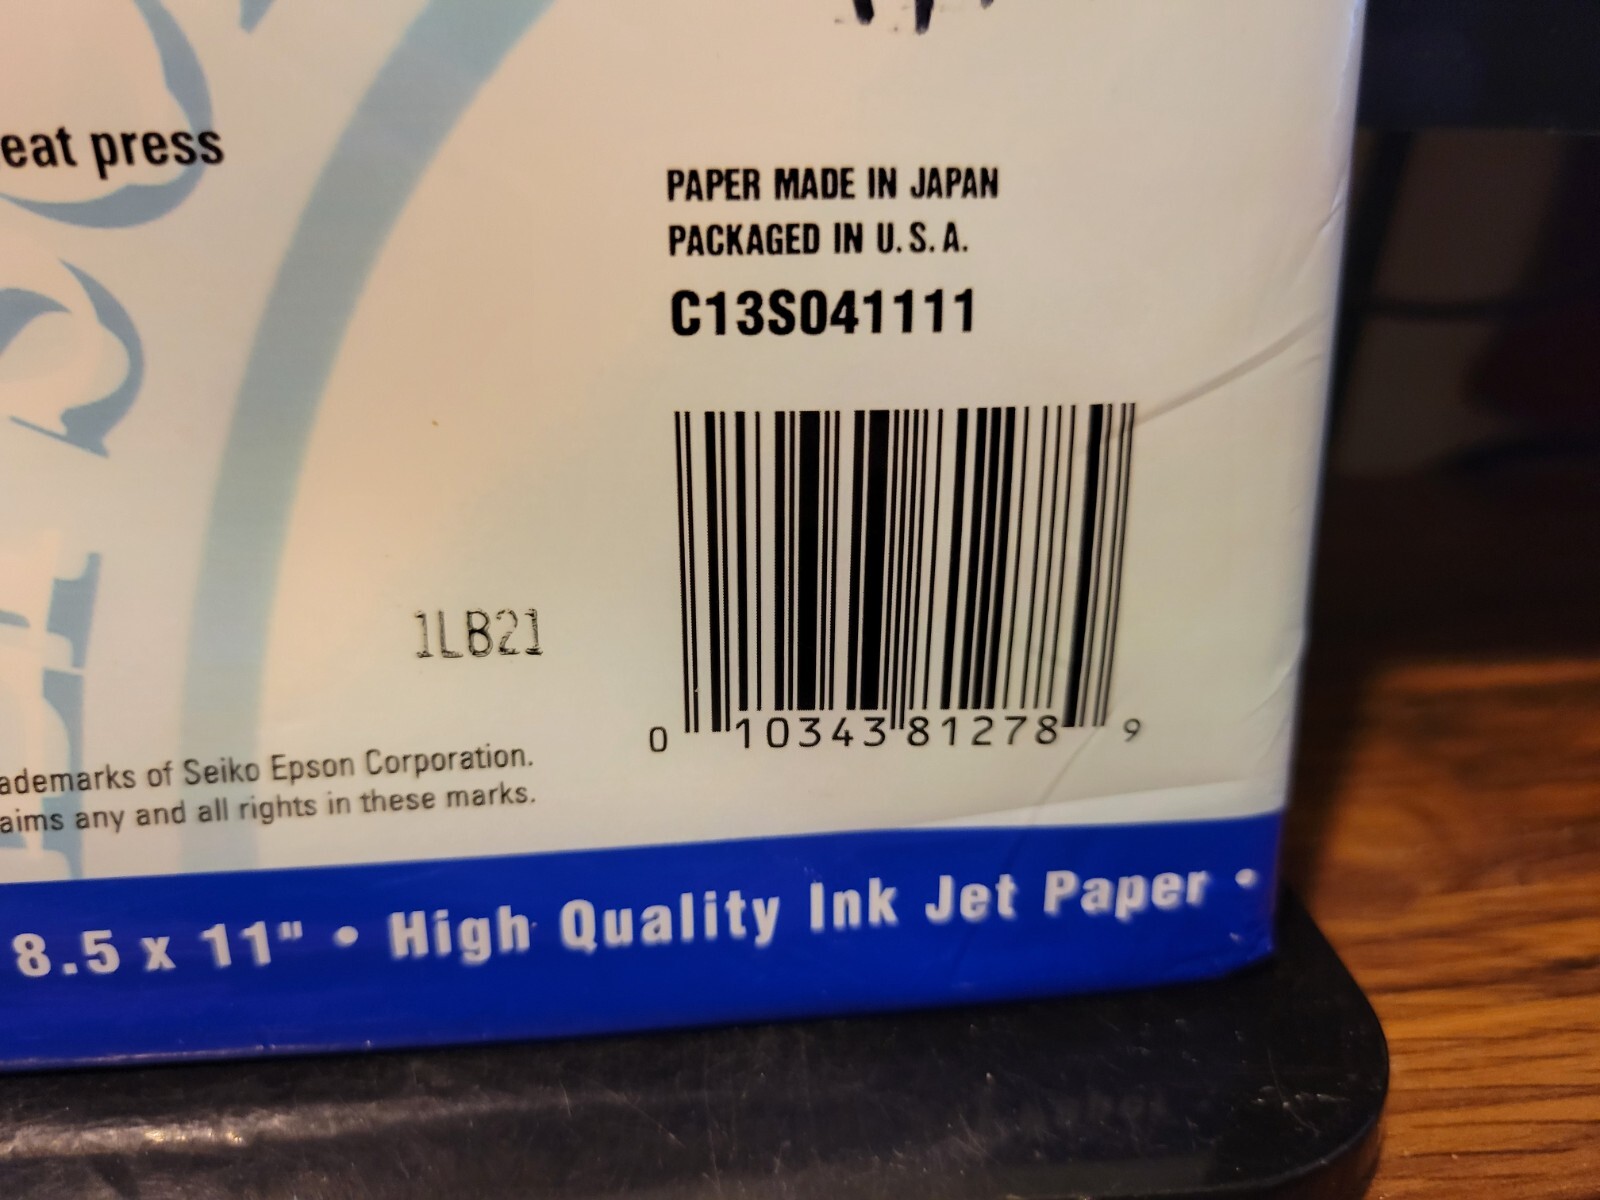 eat press
PAPER MADE IN JAPAN
PACKAGED IN U.S.A.
C13S041111
1LB21
0 10343 81278 9
ademarks of Seiko Epson Corporation.
aims any and all rights in these marks.
8.5 x 11" • High Quality Ink Jet Paper •